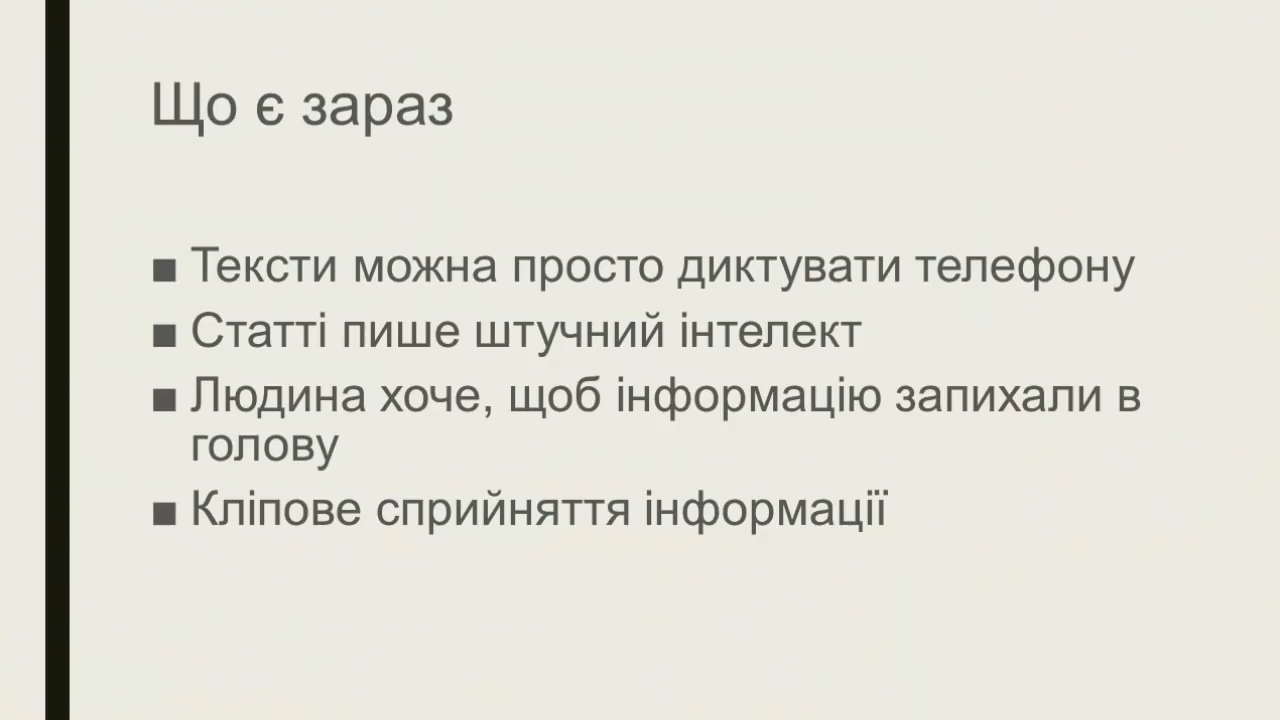 Що є зараз
■ Тексти можна просто диктувати телефону
■ Статті пише штучний інтелект
■ Людина хоче, щоб інформацію запихали в
голову
■ Кліпове сприйняття інформації